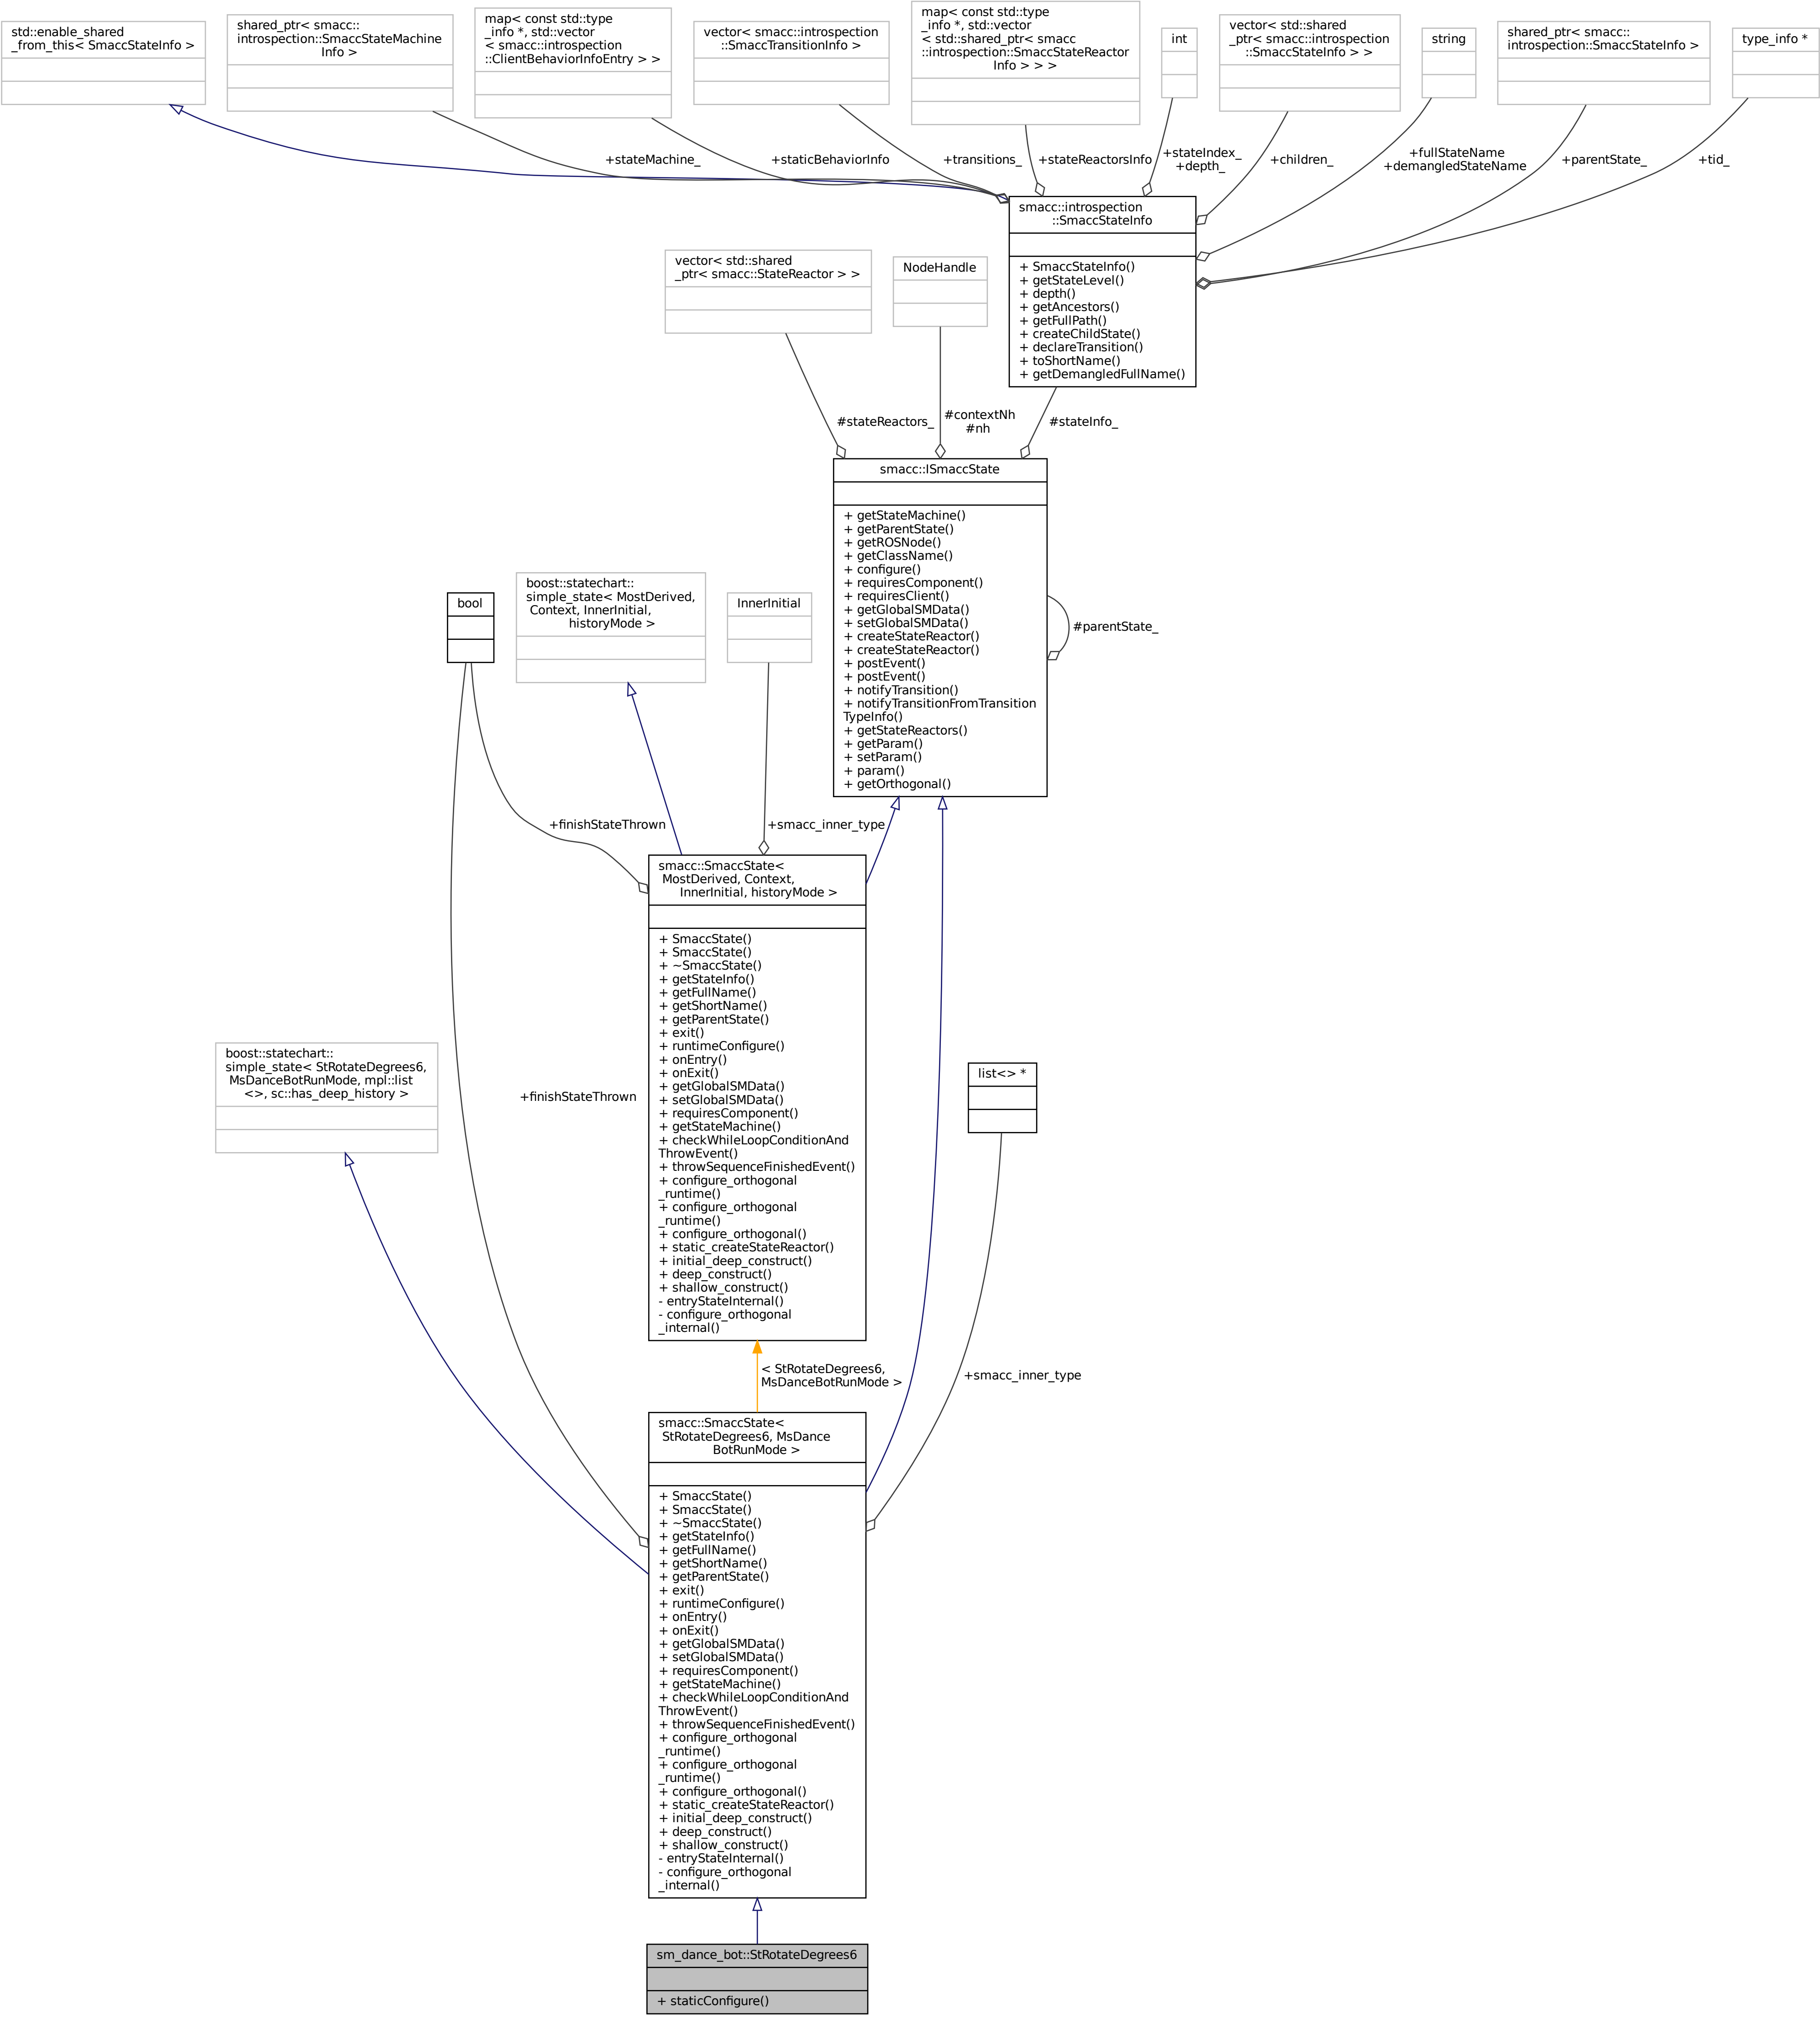 std::enable_shared
_from_this< SmaccStateInfo >
shared_ptr< smacc::
introspection::SmaccStateMachine
Info >
map< const std::type
_info *, std::vector
< smacc::introspection
::ClientBehaviorInfoEntry > >
vector< smacc::introspection
::SmaccTransitionInfo >
map< const std::type
_info *, std::vector
< std::shared_ptr< smacc
::introspection::SmaccStateReactor
Info > > >
int
vector< std::shared
_ptr< smacc::introspection
::SmaccStateInfo > >
string
shared_ptr< smacc::
introspection::SmaccStateInfo >
type_info *
+stateMachine_
+staticBehaviorInfo
+transitions_
+stateReactorsInfo
+stateIndex_
+depth_
+children_
+fullStateName
+demangledStateName
+parentState_
+tid_
smacc::introspection
::SmaccStateInfo
+ SmaccStateInfo()
+ getStateLevel()
+ depth()
+ getAncestors()
+ getFullPath()
+ createChildState()
+ declareTransition()
+ toShortName()
+ getDemangledFullName()
vector< std::shared
_ptr< smacc::StateReactor > >
NodeHandle
#stateReactors_
#contextNh
#nh
#stateInfo_
smacc::ISmaccState
+ getStateMachine()
+ getParentState()
+ getROSNode()
+ getClassName()
+ configure()
+ requiresComponent()
+ requiresClient()
+ getGlobalSMData()
+ setGlobalSMData()
+ createStateReactor()
+ createStateReactor()
+ postEvent()
+ postEvent()
+ notifyTransition()
+ notifyTransitionFromTransition
TypeInfo()
+ getStateReactors()
+ getParam()
+ setParam()
+ param()
+ getOrthogonal()
#parentState_
bool
boost::statechart::
simple_state< MostDerived,
Context, InnerInitial,
historyMode >
InnerInitial
+finishStateThrown
+smacc_inner_type
smacc::SmaccState<
MostDerived, Context,
InnerInitial, historyMode >
+ SmaccState()
+ SmaccState()
+ ~SmaccState()
+ getStateInfo()
+ getFullName()
+ getShortName()
+ getParentState()
+ exit()
+ runtimeConfigure()
+ onEntry()
+ onExit()
+ getGlobalSMData()
+ setGlobalSMData()
+ requiresComponent()
+ getStateMachine()
+ checkWhileLoopConditionAnd
ThrowEvent()
+ throwSequenceFinishedEvent()
+ configure_orthogonal
_runtime()
+ configure_orthogonal
_runtime()
+ configure_orthogonal()
+ static_createStateReactor()
+ initial_deep_construct()
+ deep_construct()
+ shallow_construct()
- entryStateInternal()
- configure_orthogonal
_internal()
boost::statechart::
simple_state< StRotateDegrees6,
MsDanceBotRunMode, mpl::list
<>, sc::has_deep_history >
+finishStateThrown
list<> *
< StRotateDegrees6,
MsDanceBotRunMode >
+smacc_inner_type
smacc::SmaccState<
StRotateDegrees6, MsDance
BotRunMode >
+ SmaccState()
+ SmaccState()
+ ~SmaccState()
+ getStateInfo()
+ getFullName()
+ getShortName()
+ getParentState()
+ exit()
+ runtimeConfigure()
+ onEntry()
+ onExit()
+ getGlobalSMData()
+ setGlobalSMData()
+ requiresComponent()
+ getStateMachine()
+ checkWhileLoopConditionAnd
ThrowEvent()
+ throwSequenceFinishedEvent()
+ configure_orthogonal
_runtime()
+ configure_orthogonal
_runtime()
+ configure_orthogonal()
+ static_createStateReactor()
+ initial_deep_construct()
+ deep_construct()
+ shallow_construct()
- entryStateInternal()
- configure_orthogonal
_internal()
sm_dance_bot::StRotateDegrees6
+ staticConfigure()